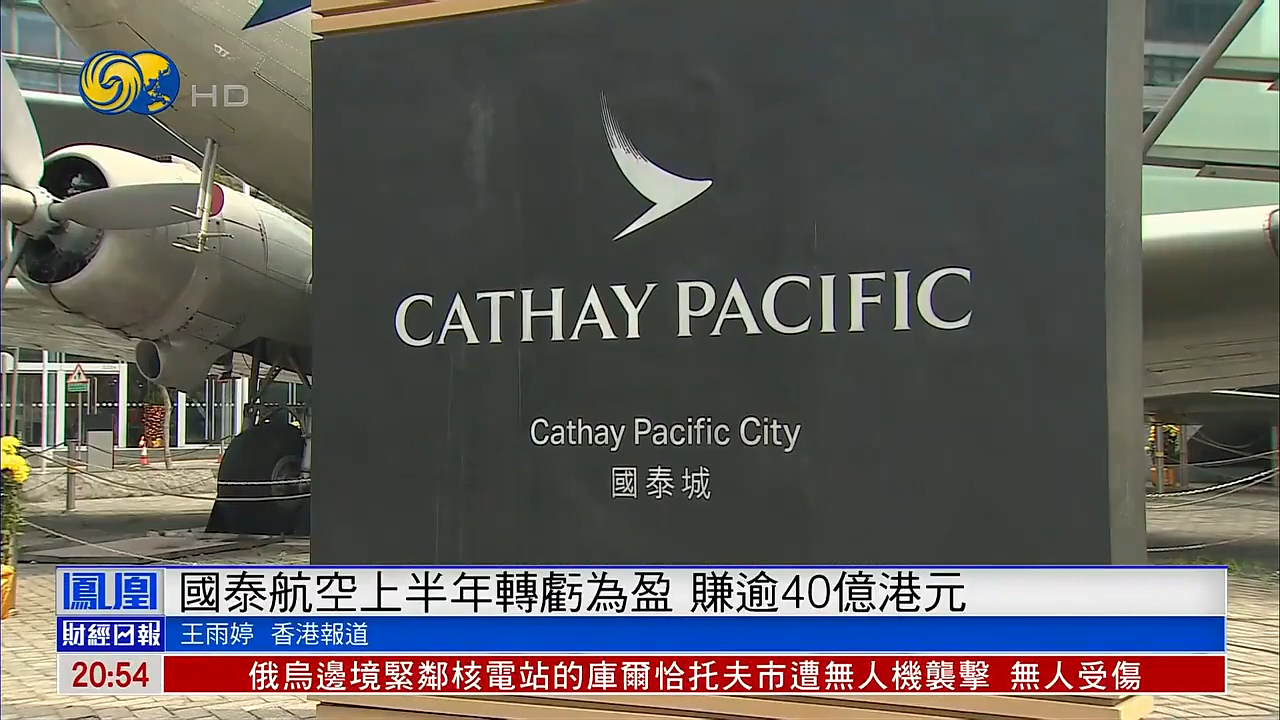 HD
CATHAY PACIFIC
Cathay Pacific City
國泰城
鳳凰 國泰航空上半年轉虧為盈 賺逾40億港元
財經日報 王雨婷 香港報道
20:54 俄烏邊境緊鄰核電站的庫爾恰托夫市遭無人機襲擊 無人受傷